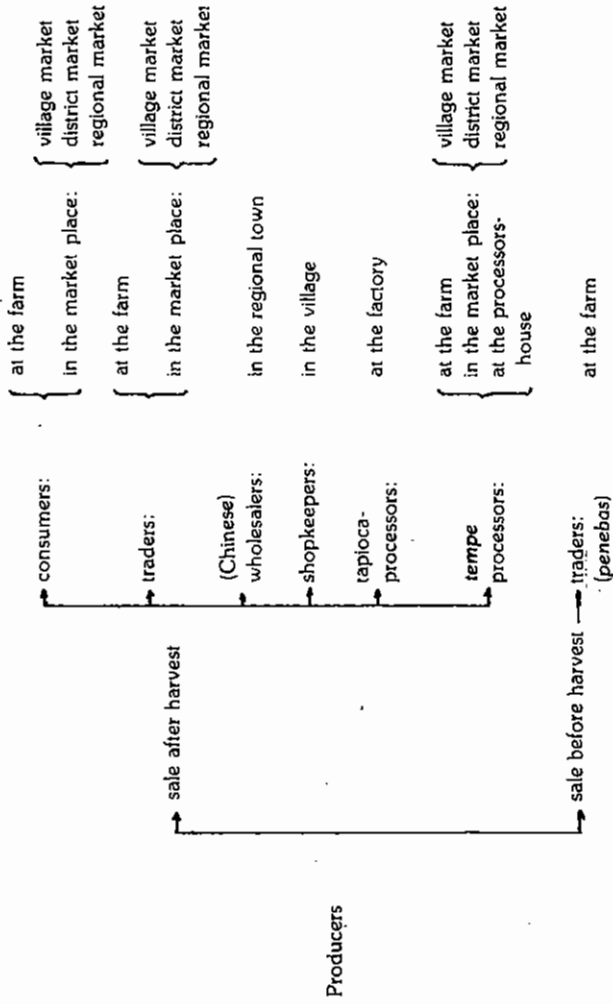 Producers
sale after harvest
consumers:
at the farm
in the market place:
village market
district market
regional market
traders:
at the farm
in the market place:
village market
district market
regional market
(Chinese)
wholesalers:
in the regional town
shopkeepers:
in the village
tapioca-
processors:
at the factory
tempe
processors:
at the farm
in the market place:
at the processors-
house
village market
district market
regional market
sale before harvest
traders:
(penebas)
at the farm